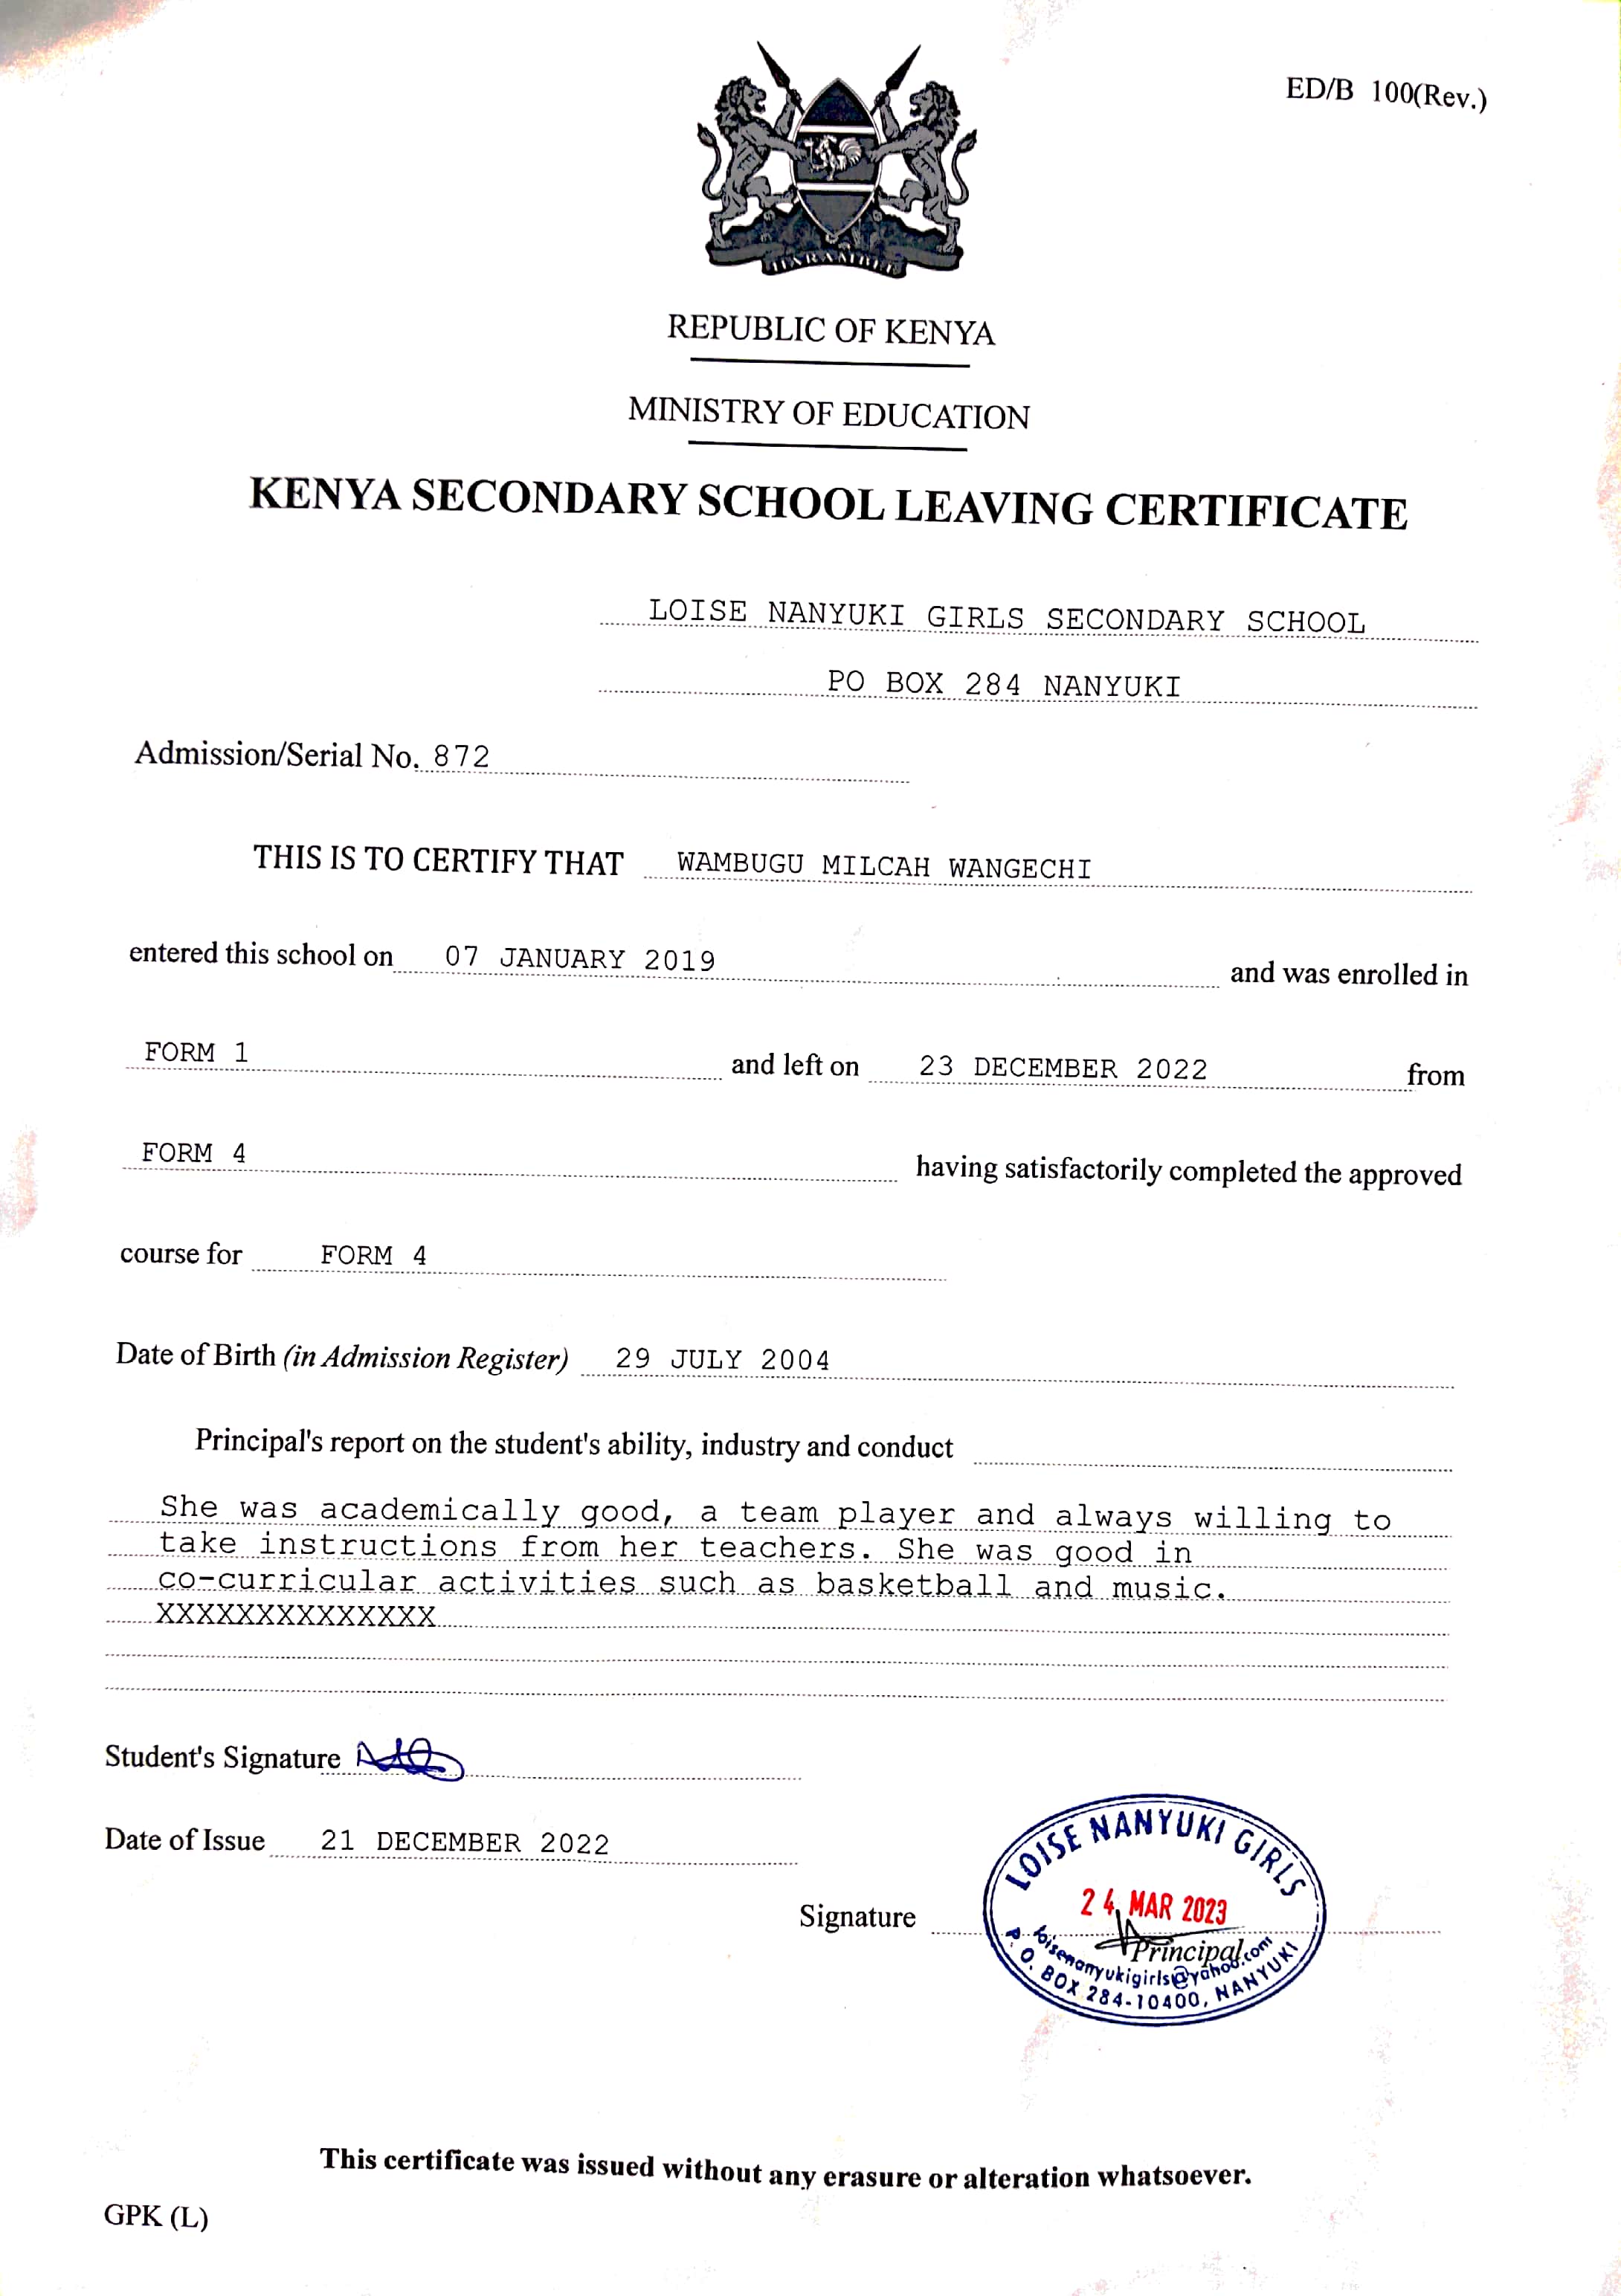 ED/B 100(Rev.)
HARAMBEE
REPUBLIC OF KENYA
MINISTRY OF EDUCATION
KENYA SECONDARY SCHOOL LEAVING CERTIFICATE
LOISE NANYUKI GIRLS SECONDARY SCHOOL
PO BOX 284 NANYUKI
Admission/Serial No. 872
THIS IS TO CERTIFY THAT WAMBUGU MILCAH WANGECHI
entered this school on 07 JANUARY 2019 and was enrolled in
FORM 1 and left on 23 DECEMBER 2022 from
FORM 4 having satisfactorily completed the approved
course for FORM 4
Date of Birth (in Admission Register) 29 JULY 2004
Principal's report on the student's ability, industry and conduct
She was academically good, a team player and always willing to
take instructions from her teachers. She was good in
co-curricular activities such as basketball and music.
XXXXXXXXXXXXXX
Student's Signature
Date of Issue 21 DECEMBER 2022
LOISE NANYUKI GIRLS
24 MAR 2023
Signature
Principal
loisenanyukigirls@yahoo.com
P. O. BOX 284-10400, NANYUKI
This certificate was issued without any erasure or alteration whatsoever.
GPK (L)